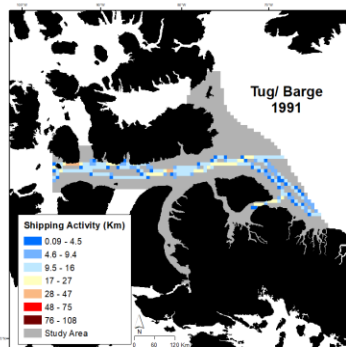 Tug/ Barge
1991
Shipping Activity (Km)
0.09 - 4.5
4.6 - 9.4
9.5 - 16
17 - 27
28 - 47
48 - 75
76 - 108
Study Area
N
0 60 120 Km